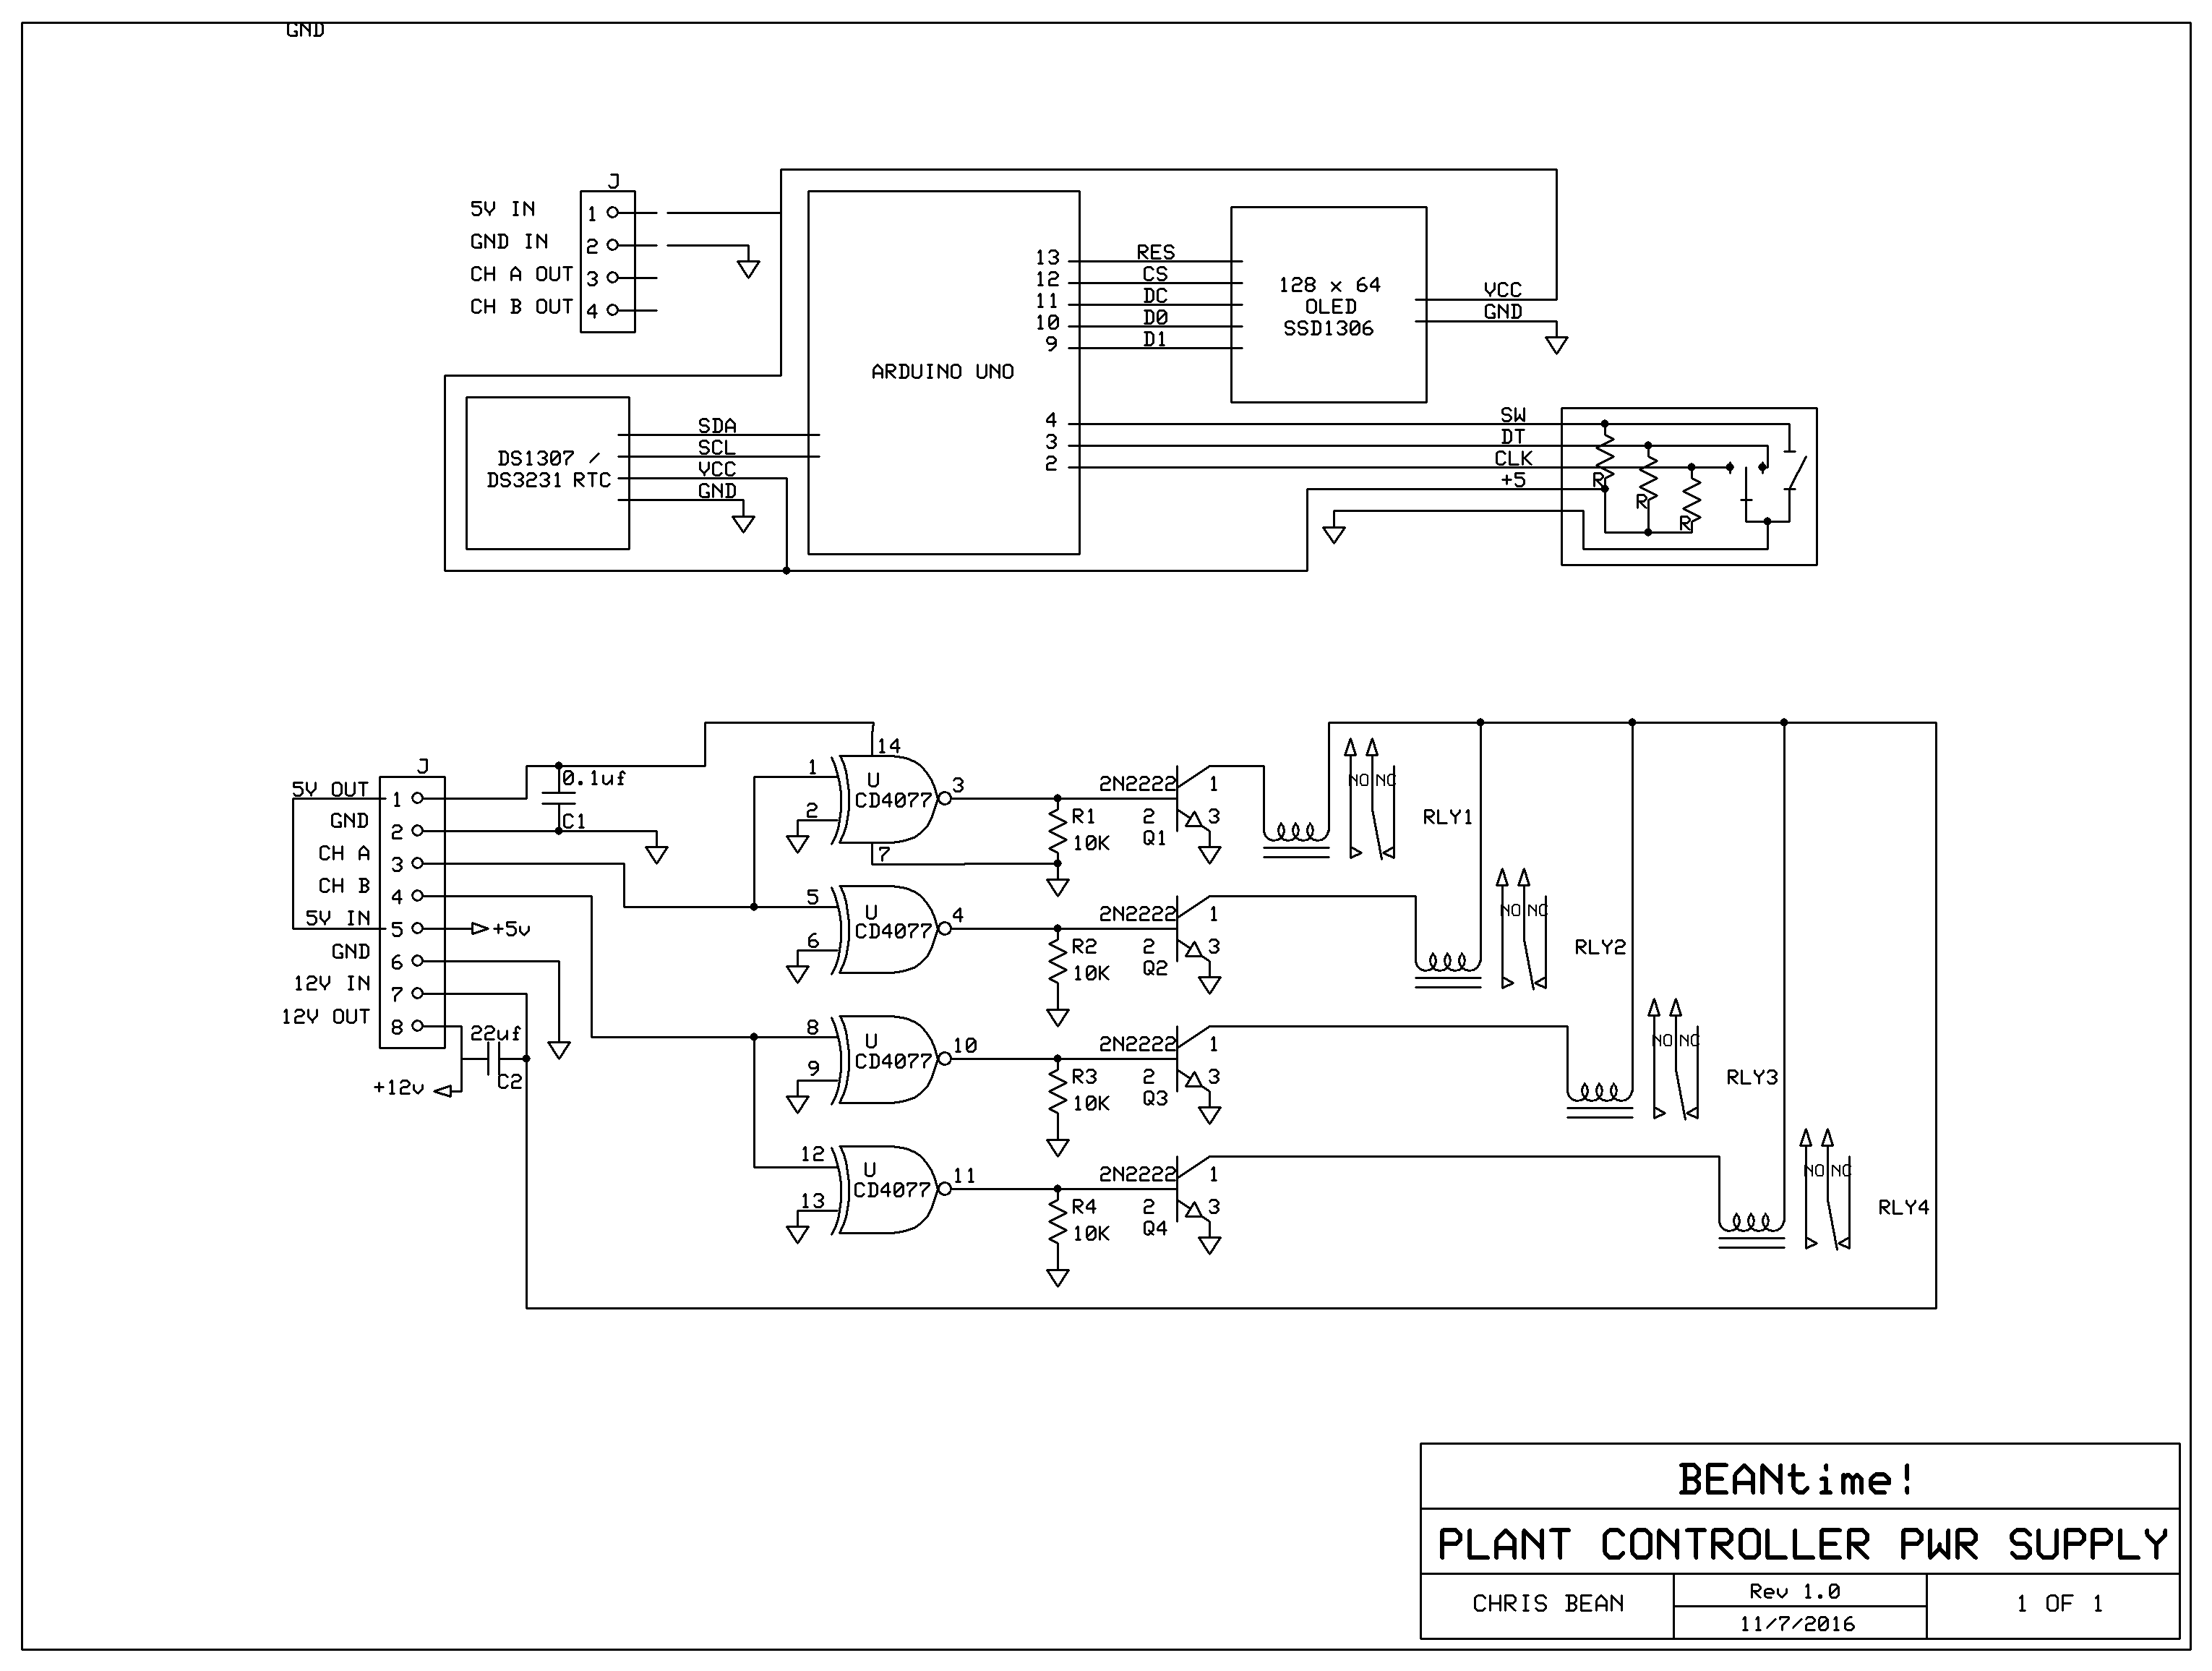 GND
J
5V IN
1
GND IN
2
CH A OUT
3
CH B OUT
4
ARDUINO UNO
13
12
11
10
9
4
3
2
RES
CS
DC
D0
D1
128 x 64
OLED
SSD1306
VCC
GND
DS1307 /
DS3231 RTC
SDA
SCL
VCC
GND
SW
DT
CLK
+5
R
R
R
J
5V OUT
1
GND
2
CH A
3
CH B
4
5V IN
5
GND
6
12V IN
7
12V OUT
8
0.1uf
C1
+5v
22uf
C2
+12v
14
1
2
U
CD4077
3
7
R1
10K
2N2222
1
2
3
Q1
NO NC
RLY1
5
6
U
CD4077
4
R2
10K
2N2222
1
2
3
Q2
NO NC
RLY2
8
9
U
CD4077
10
R3
10K
2N2222
1
2
3
Q3
NO NC
RLY3
12
13
U
CD4077
11
R4
10K
2N2222
1
2
3
Q4
NO NC
RLY4
BEANtime!
PLANT CONTROLLER PWR SUPPLY
CHRIS BEAN
Rev 1.0
11/7/2016
1 OF 1